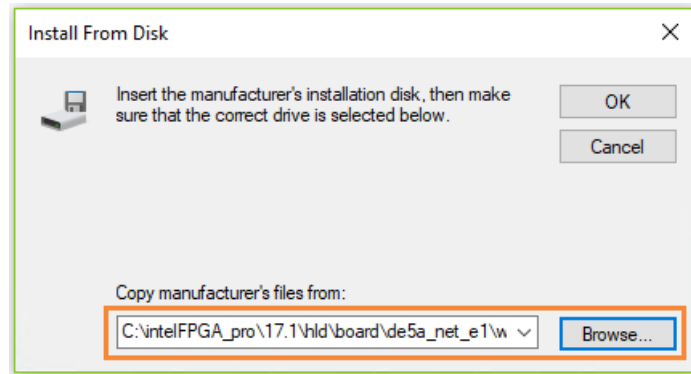 Install From Disk
Insert the manufacturer's installation disk, then make
sure that the correct drive is selected below.
OK
Cancel
Copy manufacturer's files from:
C:\intelFPGA_pro\17.1\hld\board\de5a_net_e1\w
Browse...